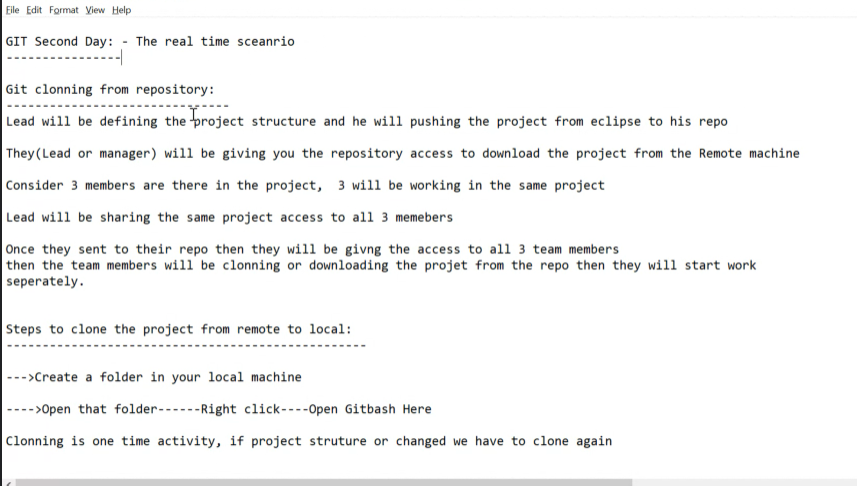 File Edit Format View Help
GIT Second Day: - The real time sceanrio
----------------
Git clonning from repository:
-------------------------------
Lead will be defining the project structure and he will pushing the project from eclipse to his repo
They(Lead or manager) will be giving you the repository access to download the project from the Remote machine
Consider 3 members are there in the project,  3 will be working in the same project
Lead will be sharing the same project access to all 3 memebers
Once they sent to their repo then they will be givng the access to all 3 team members
then the team members will be clonning or downloading the projet from the repo then they will start work
seperately.
Steps to clone the project from remote to local:
--------------------------------------------------
--->Create a folder in your local machine
---->Open that folder------Right click----Open Gitbash Here
Clonning is one time activity, if project struture or changed we have to clone again